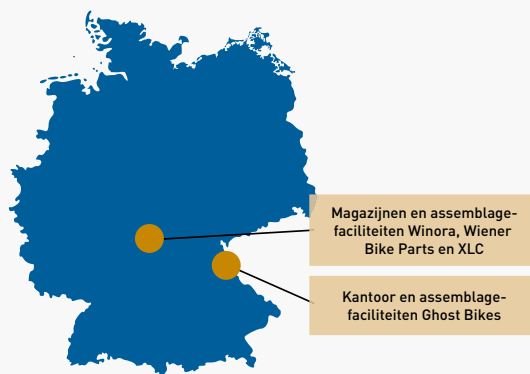 Magazijnen en assemblage-
faciliteiten Winora, Wiener
Bike Parts en XLC
Kantoor en assemblage-
faciliteiten Ghost Bikes